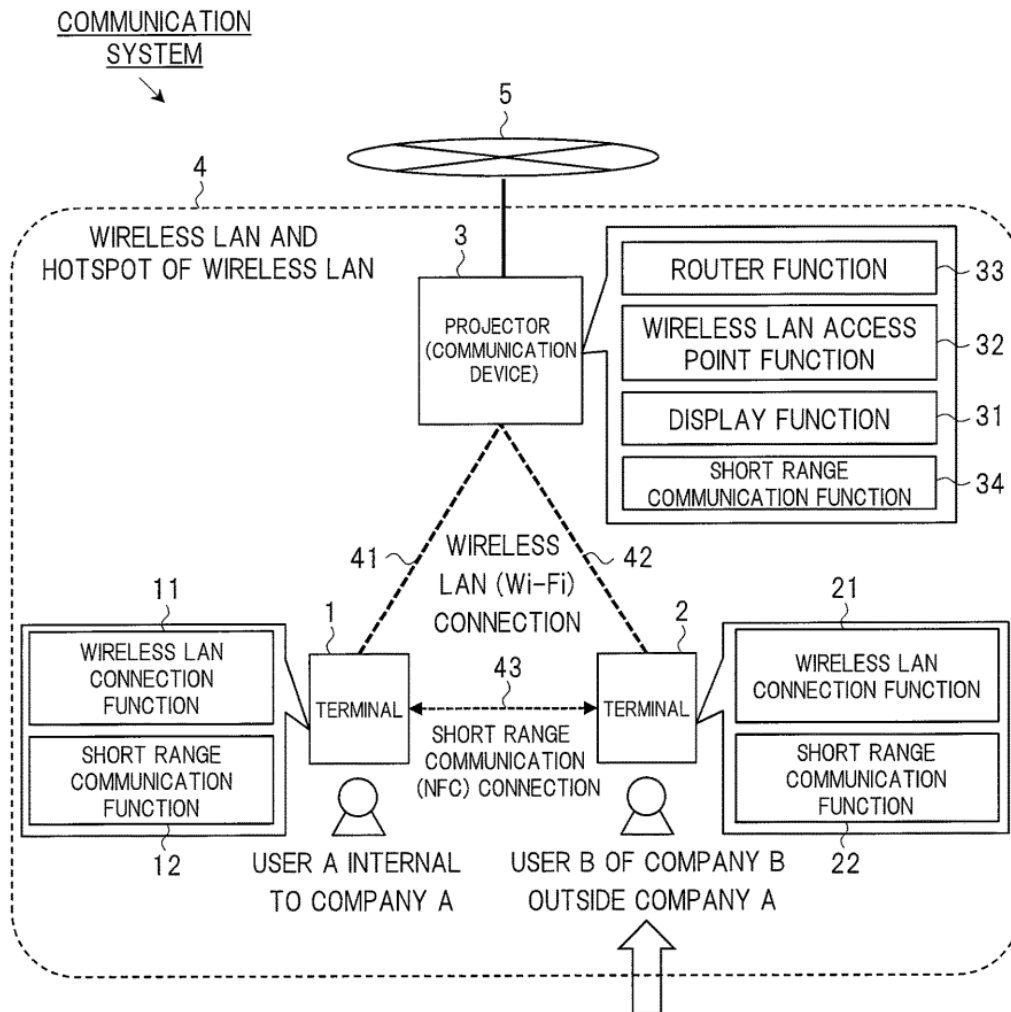 COMMUNICATION
SYSTEM
5
4
WIRELESS LAN AND
HOTSPOT OF WIRELESS LAN
3
PROJECTOR
(COMMUNICATION
DEVICE)
ROUTER FUNCTION
33
WIRELESS LAN ACCESS
POINT FUNCTION
32
DISPLAY FUNCTION
31
SHORT RANGE
COMMUNICATION FUNCTION
34
41
WIRELESS
LAN (Wi-Fi)
CONNECTION
42
11
WIRELESS LAN
CONNECTION
FUNCTION
SHORT RANGE
COMMUNICATION
FUNCTION
12
1
TERMINAL
43
SHORT RANGE
COMMUNICATION
(NFC) CONNECTION
2
TERMINAL
21
WIRELESS LAN
CONNECTION FUNCTION
SHORT RANGE
COMMUNICATION
FUNCTION
22
USER A INTERNAL
TO COMPANY A
USER B OF COMPANY B
OUTSIDE COMPANY A